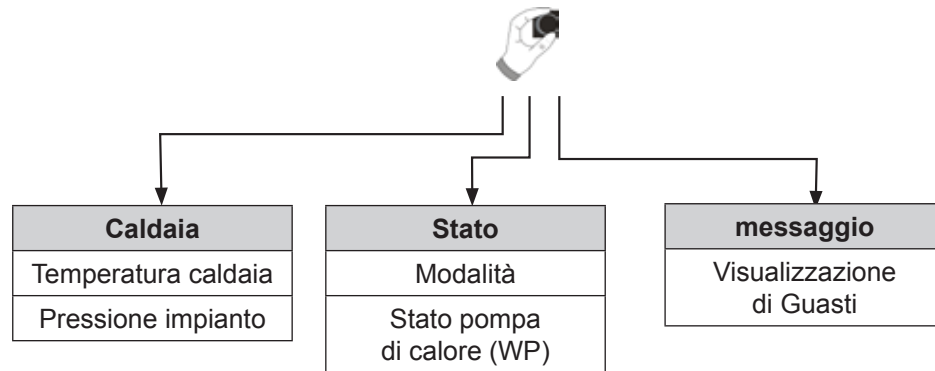 Caldaia
Temperatura caldaia
Pressione impianto
Stato
Modalità
Stato pompa
di calore (WP)
messaggio
Visualizzazione
di Guasti